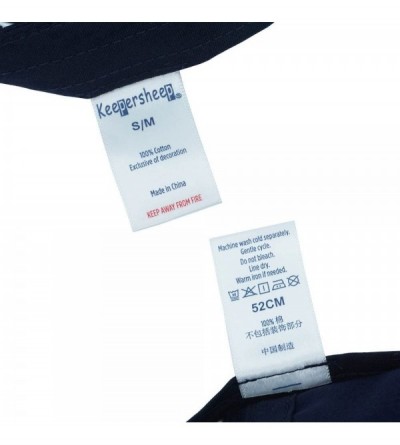 Keepersheep®
S/M
100% Cotton
Exclusive of decoration
Made in China
KEEP AWAY FROM FIRE
Machine wash cold separately.
Gentle cycle.
Do not bleach.
Line dry.
Warm iron if needed.
52CM
100% 棉
不包括装饰部分
中国制造